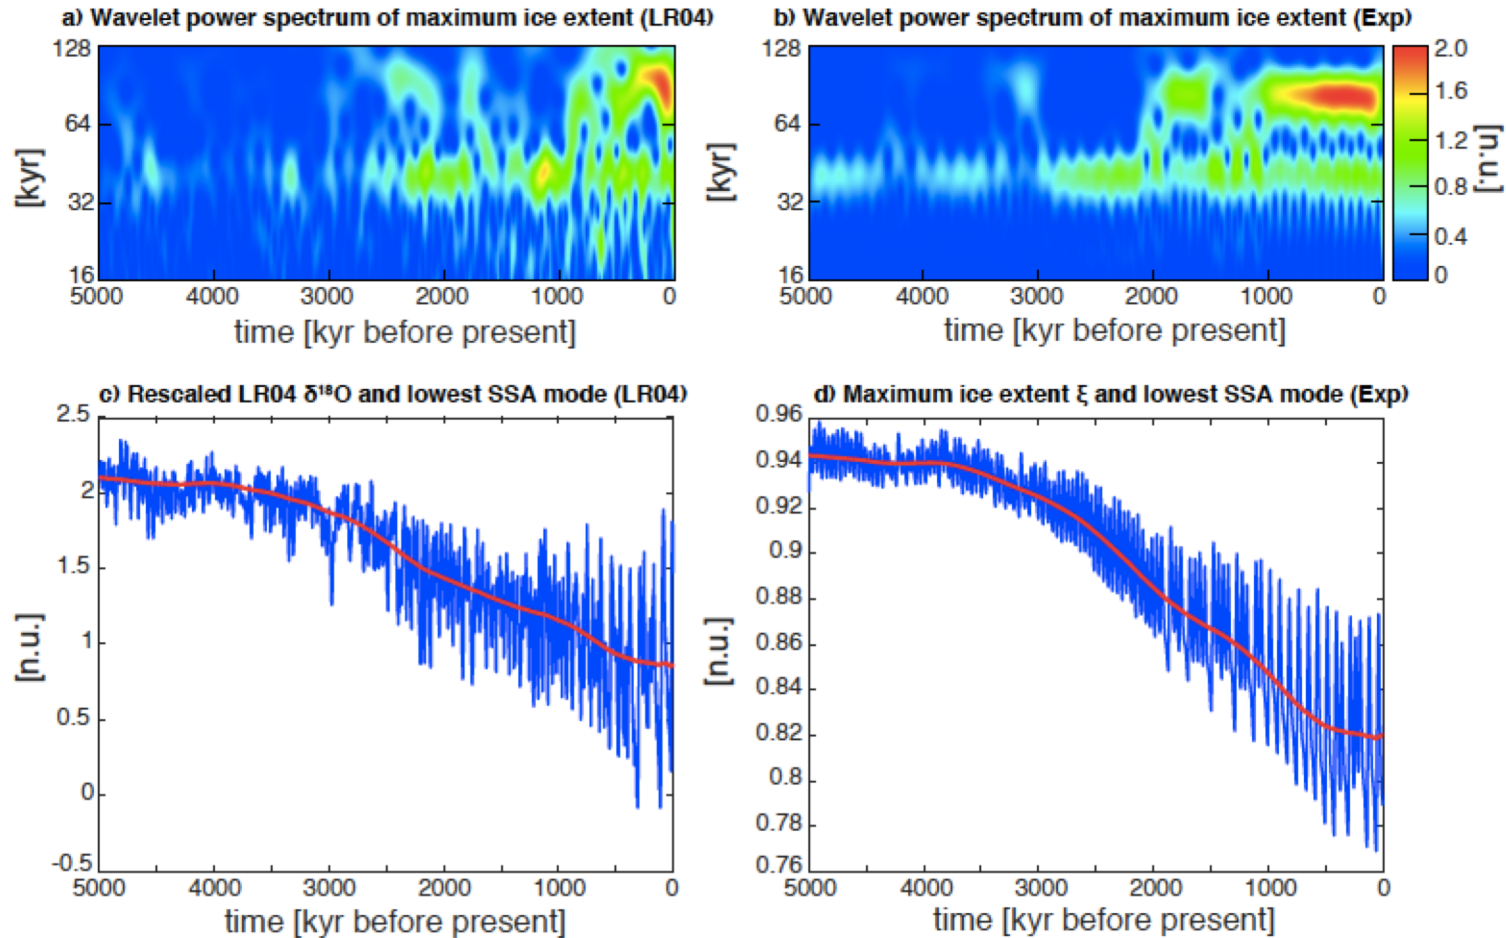 a) Wavelet power spectrum of maximum ice extent (LR04)
128
64
32
16
[kyr]
5000 4000 3000 2000 1000 0
time [kyr before present]
b) Wavelet power spectrum of maximum ice extent (Exp)
128
64
32
16
[kyr]
5000 4000 3000 2000 1000 0
time [kyr before present]
2.0
1.6
1.2
0.8
0.4
0
[n.u.]
c) Rescaled LR04 δ¹⁸O and lowest SSA mode (LR04)
2.5
2
1.5
1
0.5
0
-0.5
[n.u.]
5000 4000 3000 2000 1000 0
time [kyr before present]
d) Maximum ice extent ξ and lowest SSA mode (Exp)
0.96
0.94
0.92
0.9
0.88
0.86
0.84
0.82
0.8
0.78
0.76
[n.u.]
5000 4000 3000 2000 1000 0
time [kyr before present]